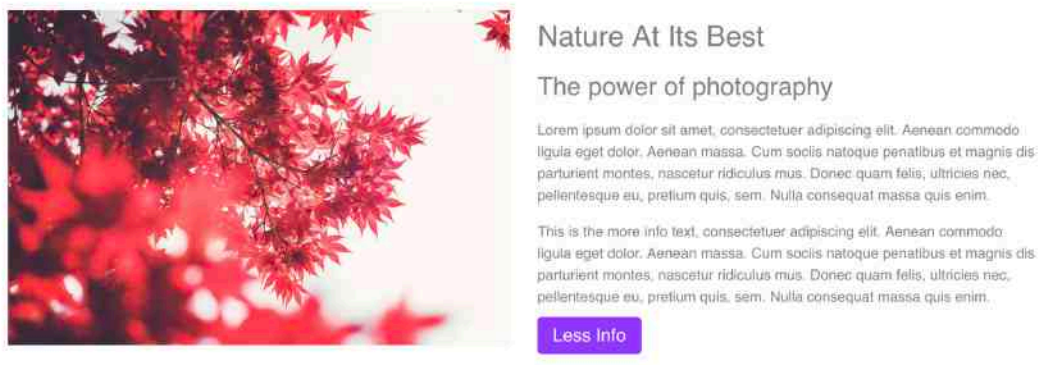 Nature At Its Best
The power of photography
Lorem ipsum dolor sit amet, consectetuer adipiscing elit. Aenean commodo
ligula eget dolor. Aenean massa. Cum sociis natoque penatibus et magnis dis
parturient montes, nascetur ridiculus mus. Donec quam felis, ultricies nec,
pellentesque eu, pretium quis, sem. Nulla consequat massa quis enim.
This is the more info text, consectetuer adipiscing elit. Aenean commodo
ligula eget dolor. Aenean massa. Cum sociis natoque penatibus et magnis dis
parturient montes, nascetur ridiculus mus. Donec quam felis, ultricies nec,
pellentesque eu, pretium quis, sem. Nulla consequat massa quis enim.
Less Info